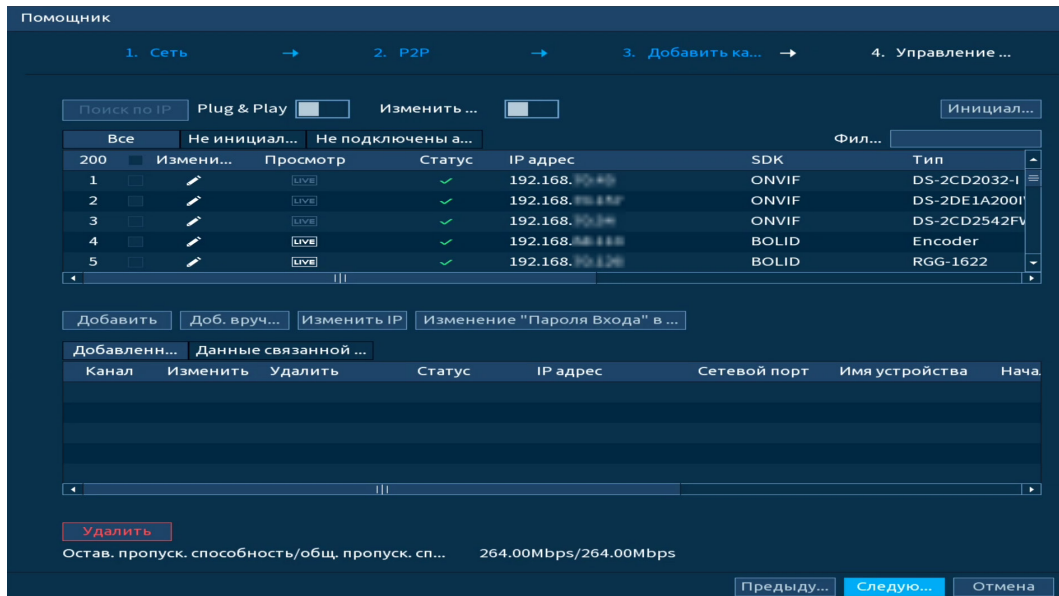 Помощник
1. Сеть → 2. P2P → 3. Добавить ка... → 4. Управление ...
Поиск по IP Plug & Play Изменить ... Инициал...
Все Не инициал... Не подключены а... Фил...
200 Измени... Просмотр Статус IP адрес SDK Тип
1 LIVE 192.168. ONVIF DS-2CD2032-I
2 LIVE 192.168. ONVIF DS-2DE1A200I
3 LIVE 192.168. ONVIF DS-2CD2542F
4 LIVE 192.168. BOLID Encoder
5 LIVE 192.168. BOLID RGG-1622
Добавить Доб. вруч... Изменить IP Изменение "Пароля Входа" в ...
Добавленн... Данные связанной ...
Канал Изменить Удалить Статус IP адрес Сетевой порт Имя устройства Нача
Удалить
Остав. пропуск. способность/общ. пропуск. сп... 264.00Mbps/264.00Mbps
Предыду... Следую... Отмена